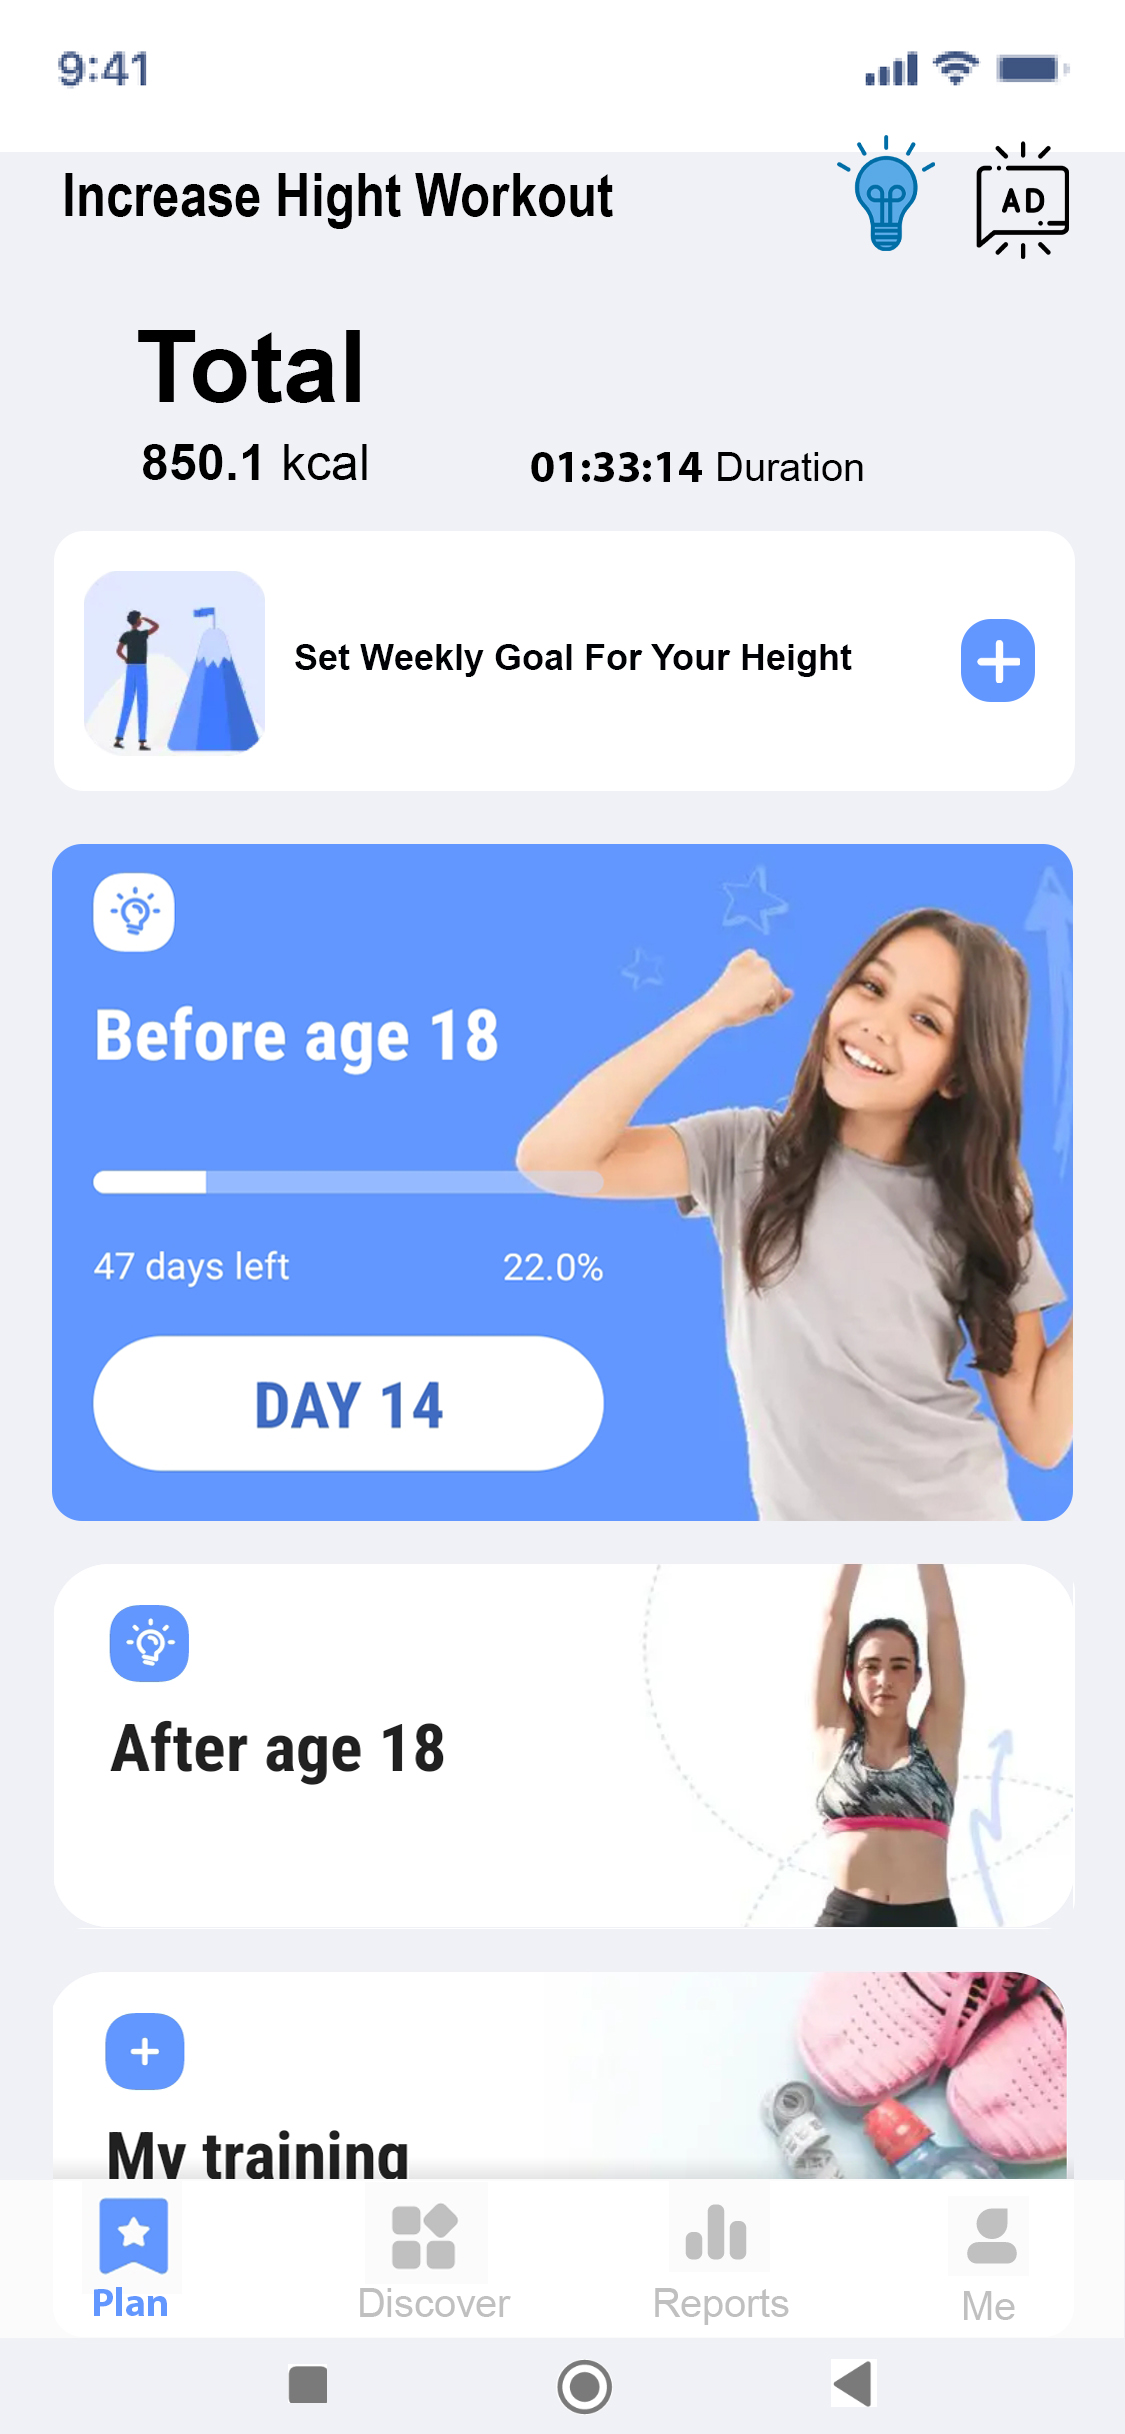 9:41
Increase Hight Workout
AD
Total
850.1 kcal
01:33:14 Duration
Set Weekly Goal For Your Height
Before age 18
47 days left
22.0%
DAY 14
After age 18
My training
Plan
Discover
Reports
Me